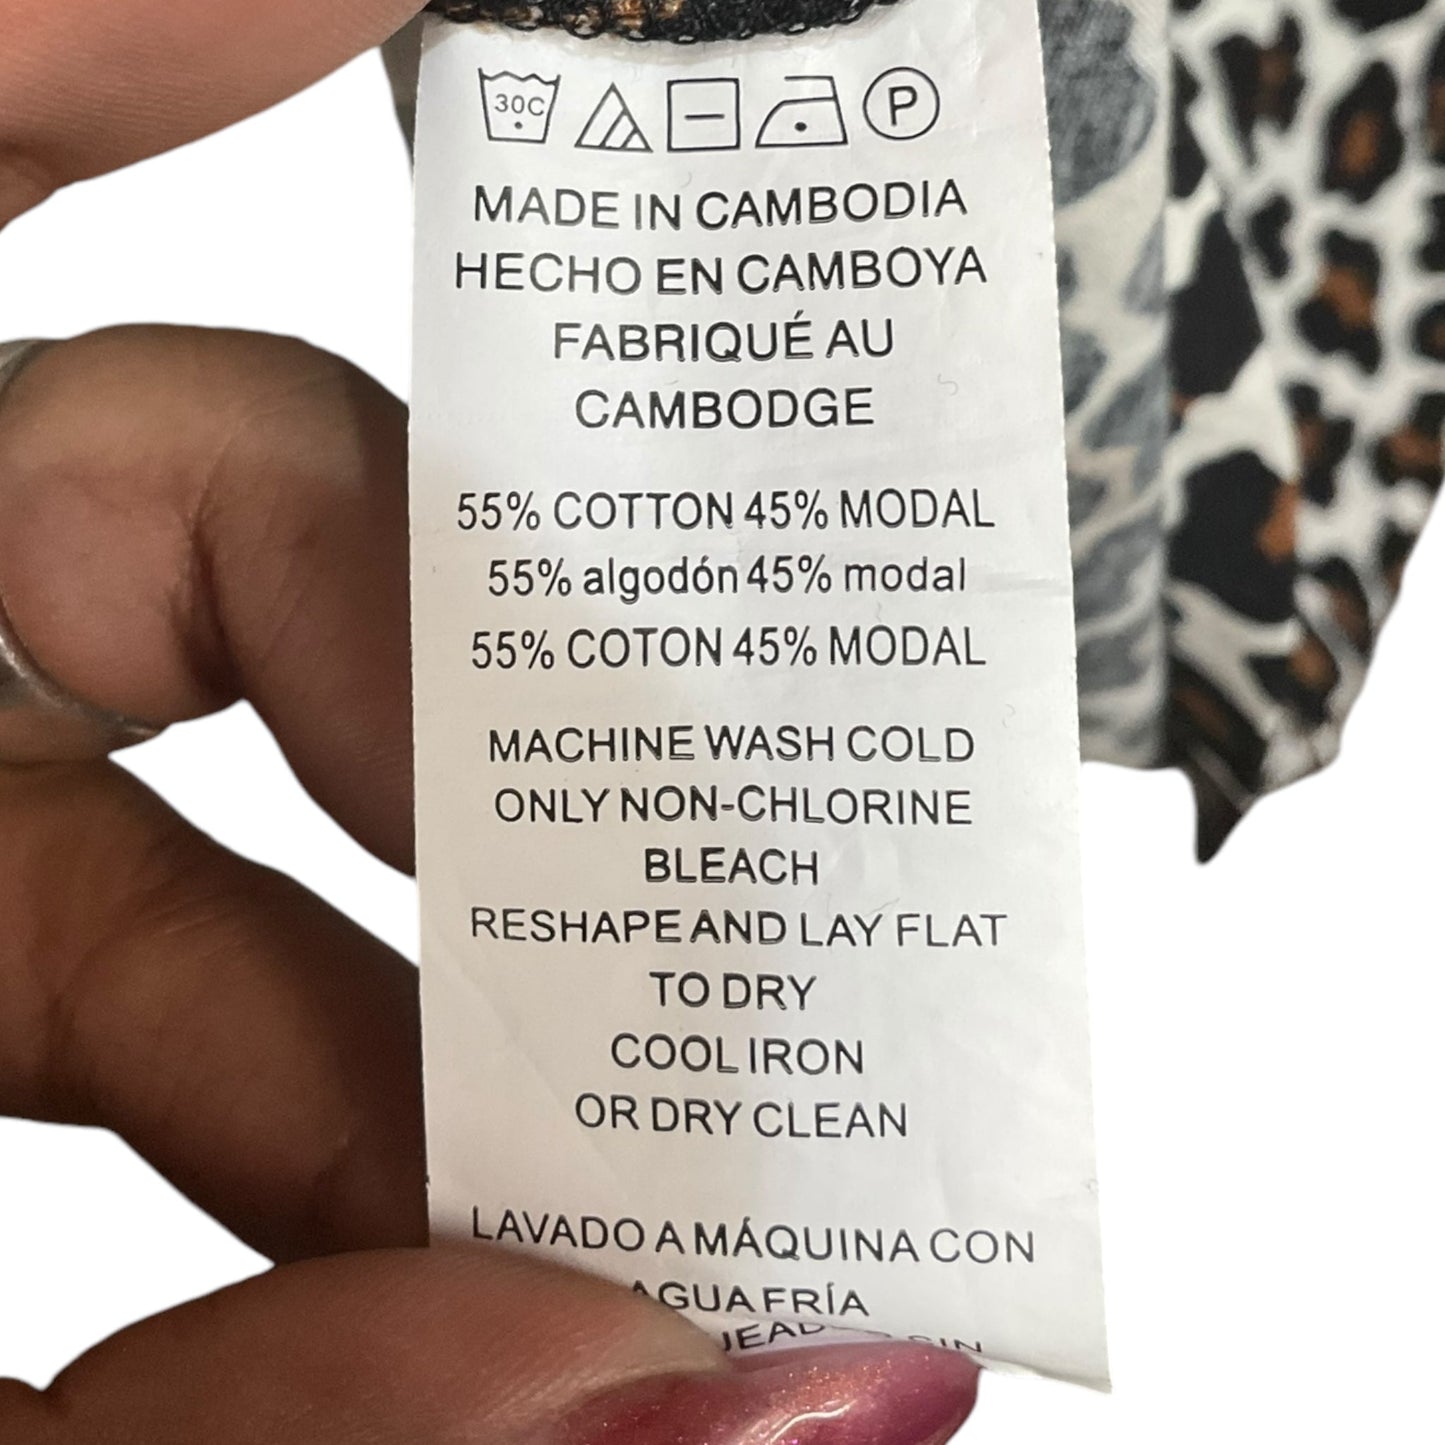 30C
P
MADE IN CAMBODIA
HECHO EN CAMBOYA
FABRIQUÉ AU
CAMBODGE
55% COTTON 45% MODAL
55% algodón 45% modal
55% COTON 45% MODAL
MACHINE WASH COLD
ONLY NON-CHLORINE
BLEACH
RESHAPE AND LAY FLAT
TO DRY
COOL IRON
OR DRY CLEAN
LAVADO A MÁQUINA CON
AGUA FRÍA